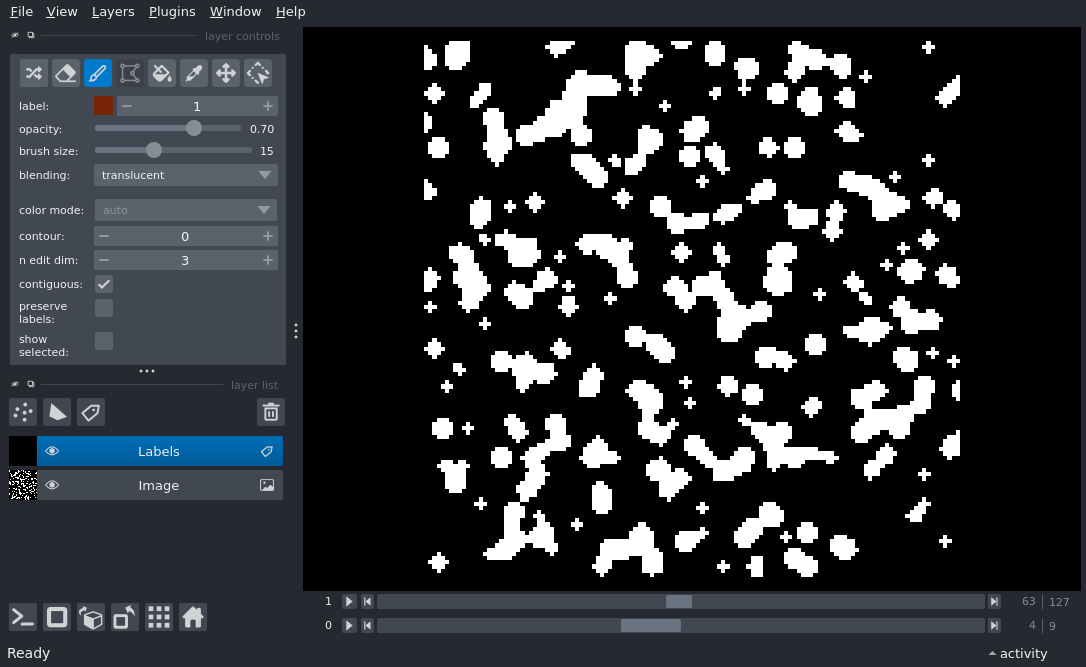 File View Layers Plugins Window Help
layer controls
label: 1
opacity: 0.70
brush size: 15
blending: translucent
color mode: auto
contour: 0
n edit dim: 3
contiguous:
preserve
labels:
show
selected:
layer list
Labels
Image
1 63 127
0 4 9
Ready activity